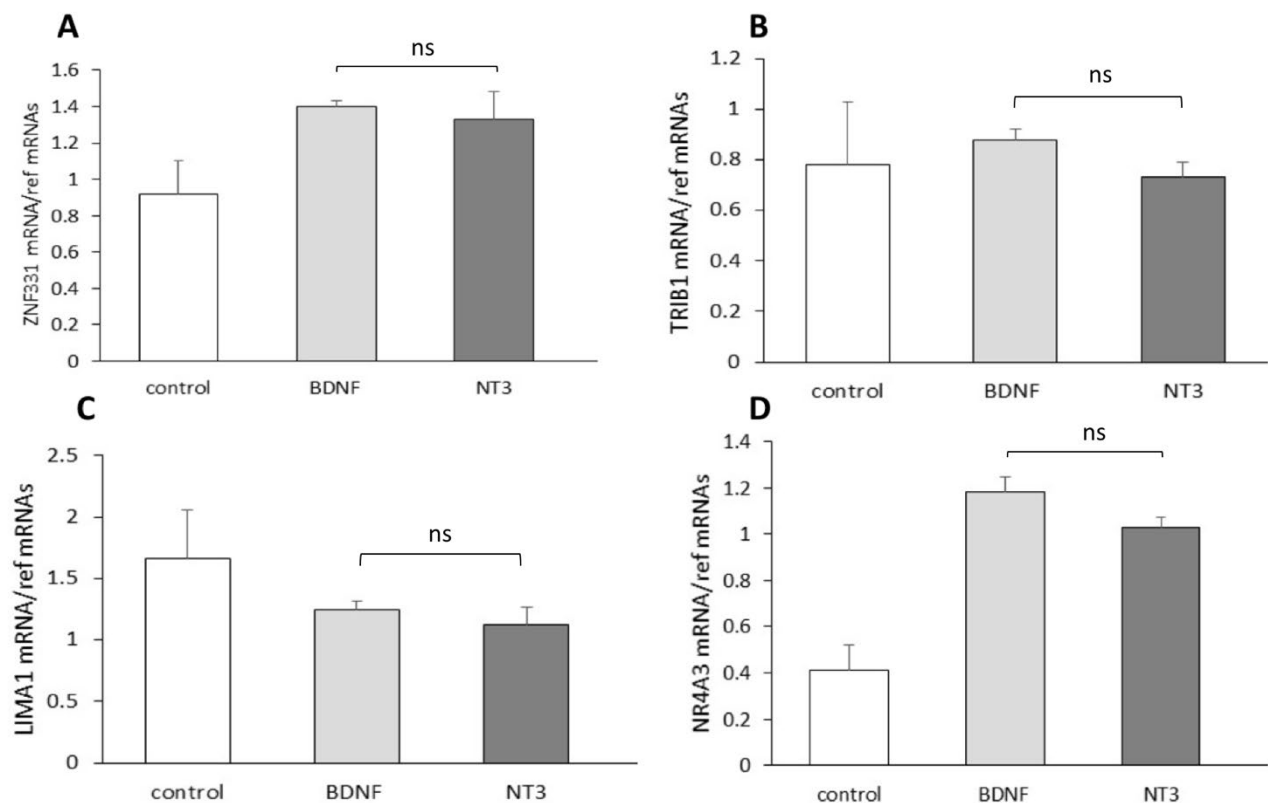 A
ns
ZNF331 mRNA/ref mRNAs
1.6
1.4
1.2
1
0.8
0.6
0.4
0.2
0
control BDNF NT3
B
ns
TRIB1 mRNA/ref mRNAs
1.2
1
0.8
0.6
0.4
0.2
0
control BDNF NT3
C
ns
LIMA1 mRNA/ref mRNAs
2.5
2
1.5
1
0.5
0
control BDNF NT3
D
ns
NR4A3 mRNA/ref mRNAs
1.4
1.2
1
0.8
0.6
0.4
0.2
0
control BDNF NT3